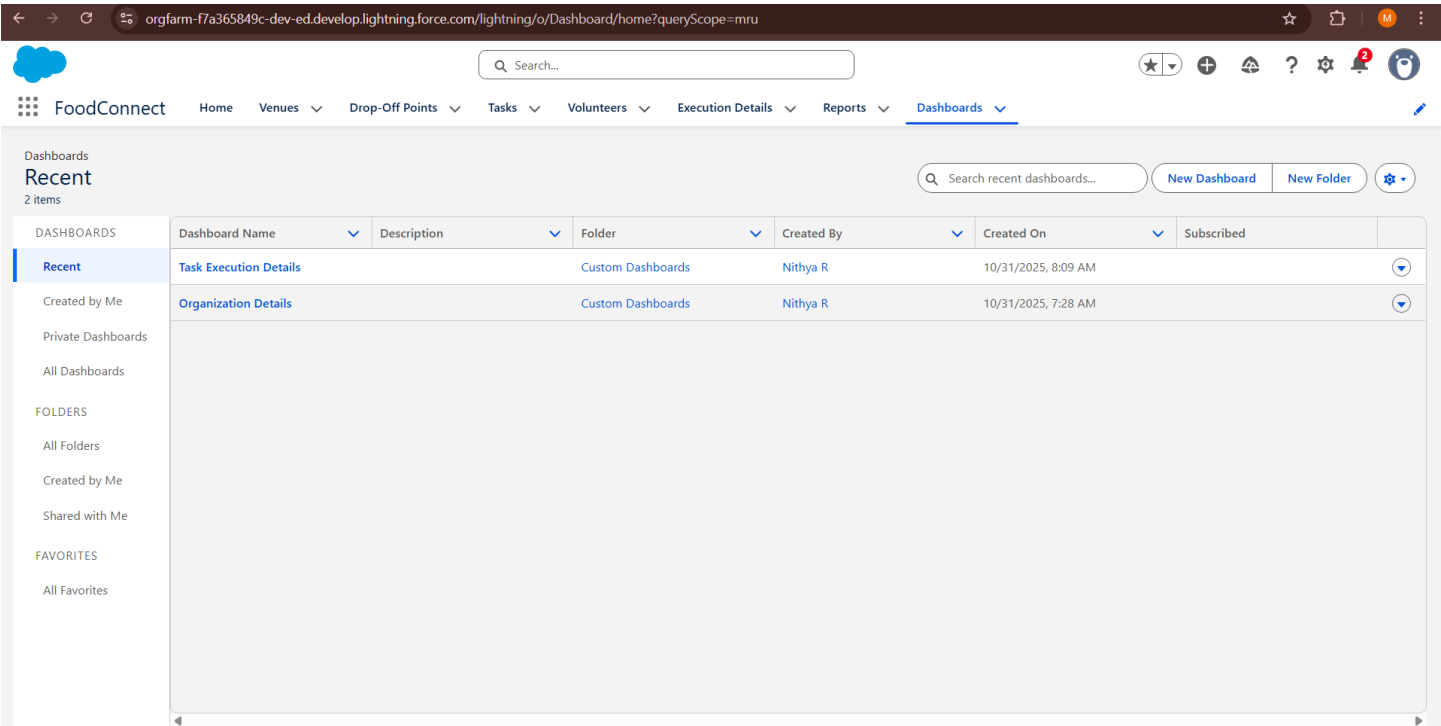 orgfarm-f7a365849c-dev-ed.develop.lightning.force.com/lightning/o/Dashboard/home?queryScope=mru
M
Search...
2
FoodConnect Home Venues Drop-Off Points Tasks Volunteers Execution Details Reports Dashboards
Dashboards
Recent
2 items
Search recent dashboards... New Dashboard New Folder
DASHBOARDS
Recent
Created by Me
Private Dashboards
All Dashboards
FOLDERS
All Folders
Created by Me
Shared with Me
FAVORITES
All Favorites
Dashboard Name Description Folder Created By Created On Subscribed
Task Execution Details Custom Dashboards Nithya R 10/31/2025, 8:09 AM
Organization Details Custom Dashboards Nithya R 10/31/2025, 7:28 AM